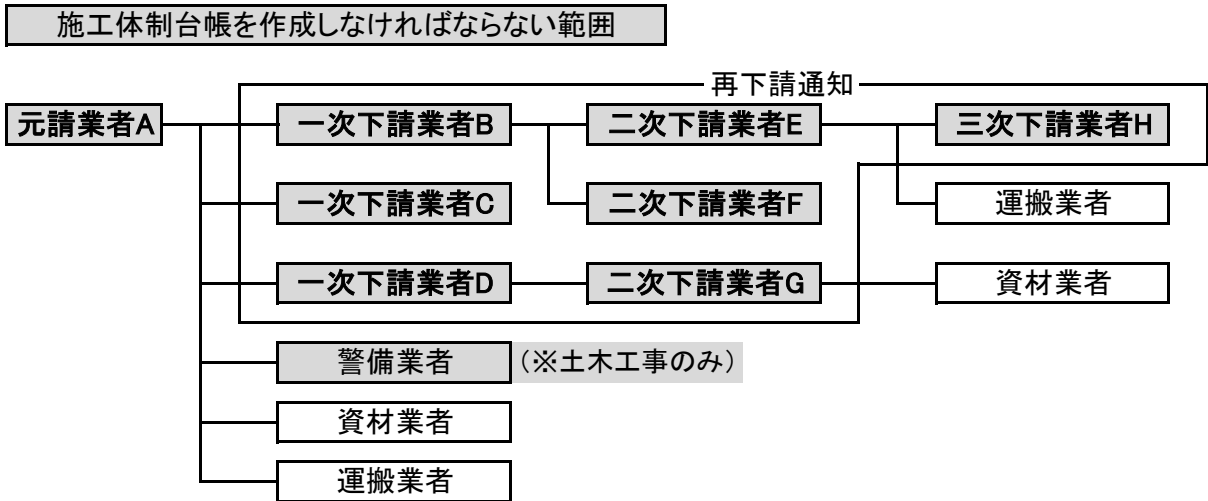 施工体制台帳を作成しなければならない範囲
再下請通知
元請業者A
一次下請業者B
二次下請業者E
三次下請業者H
一次下請業者C
二次下請業者F
運搬業者
一次下請業者D
二次下請業者G
資材業者
警備業者
(※土木工事のみ)
資材業者
運搬業者